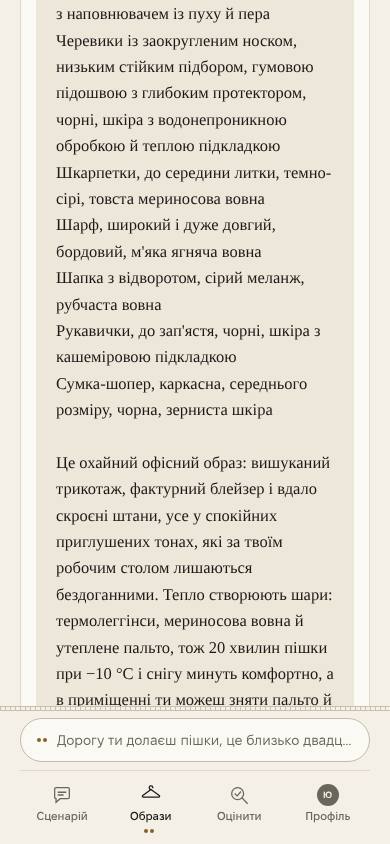 з наповнювачем із пуху й пера
Черевики із заокругленим носком,
низьким стійким підбором, гумовою
підошвою з глибоким протектором,
чорні, шкіра з водонепроникною
обробкою й теплою підкладкою
Шкарпетки, до середини литки, темно-
сірі, товста мериносова вовна
Шарф, широкий і дуже довгий,
бордовий, м'яка ягняча вовна
Шапка з відворотом, сірий меланж,
рубчаста вовна
Рукавички, до зап'ястя, чорні, шкіра з
кашеміровою підкладкою
Сумка-шопер, каркасна, середнього
розміру, чорна, зерниста шкіра
Це охайний офісний образ: вишуканий
трикотаж, фактурний блейзер і вдало
скроєні штани, усе у спокійних
приглушених тонах, які за твоїм
робочим столом лишаються
бездоганними. Тепло створюють шари:
термолеггінси, мериносова вовна й
утеплене пальто, тож 20 хвилин пішки
при −10 °C і снігу минуть комфортно, а
в приміщенні ти можеш зняти пальто й
Дорогу ти долаєш пішки, це близько двадц...
Сценарій
Образи
Оцінити
Ю
Профіль